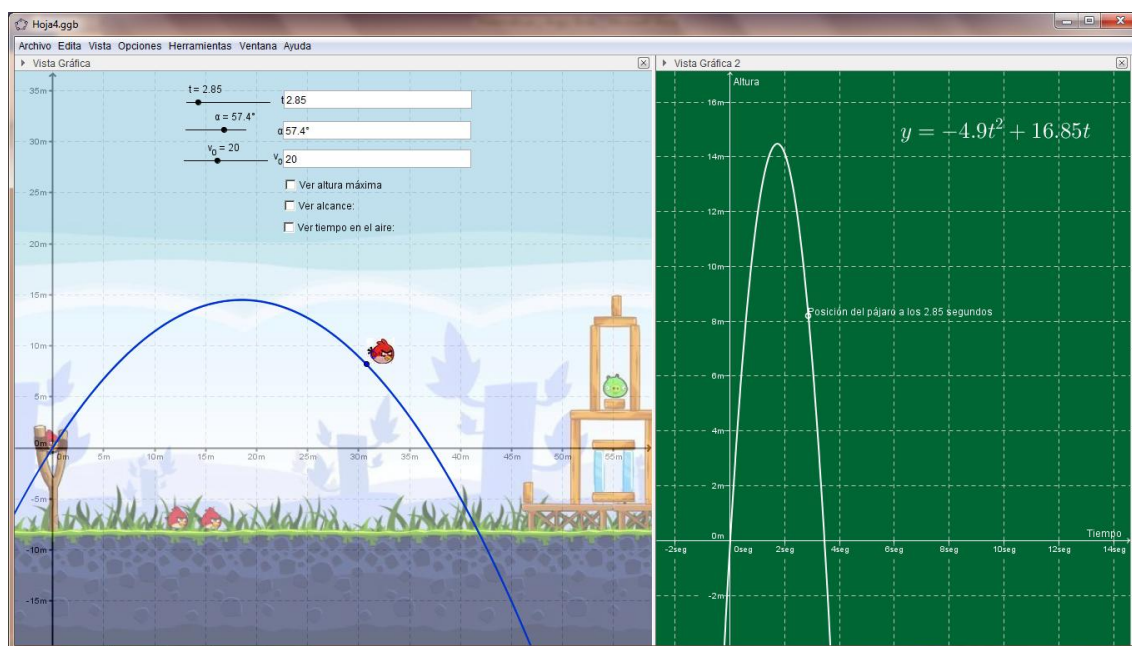 Hoja4.ggb
Archivo Edita Vista Opciones Herramientas Ventana Ayuda
Vista Gráfica
35m
30m
25m
20m
15m
10m
5m
0m
-5m
-10m
-15m
t = 2.85
t 2.85
α = 57.4°
α 57.4°
v₀ = 20
v₀ 20
Ver altura máxima
Ver alcance:
Ver tiempo en el aire:
0m 5m 10m 15m 20m 25m 30m 35m 40m 45m 50m 55m
Vista Gráfica 2
Altura
y = −4.9t² + 16.85t
16m
14m
12m
10m
8m
6m
4m
2m
0m
-2m
Posición del pájaro a los 2.85 segundos
Tiempo
-2seg 0seg 2seg 4seg 6seg 8seg 10seg 12seg 14seg